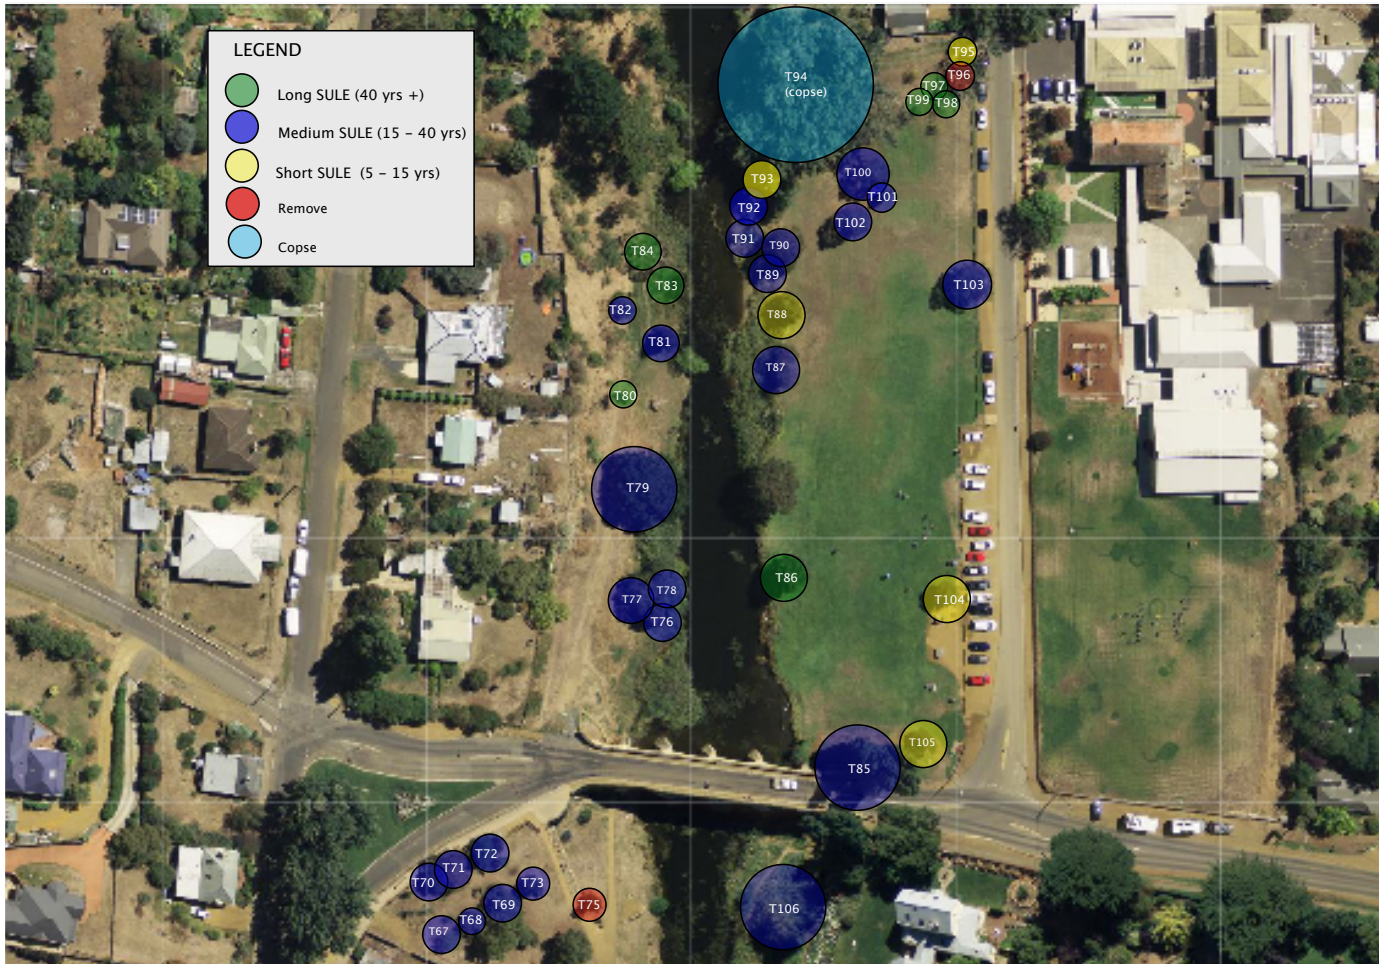 LEGEND
Long SULE (40 yrs +)
Medium SULE (15 – 40 yrs)
Short SULE (5 – 15 yrs)
Remove
Copse
T94
(copse)
T95
T96
T97
T99
T98
T93
T100
T92
T101
T102
T91
T90
T84
T89
T83
T103
T82
T88
T81
T87
T80
T79
T86
T78
T77
T104
T76
T105
T85
T72
T71
T70
T73
T69
T75
T68
T67
T106